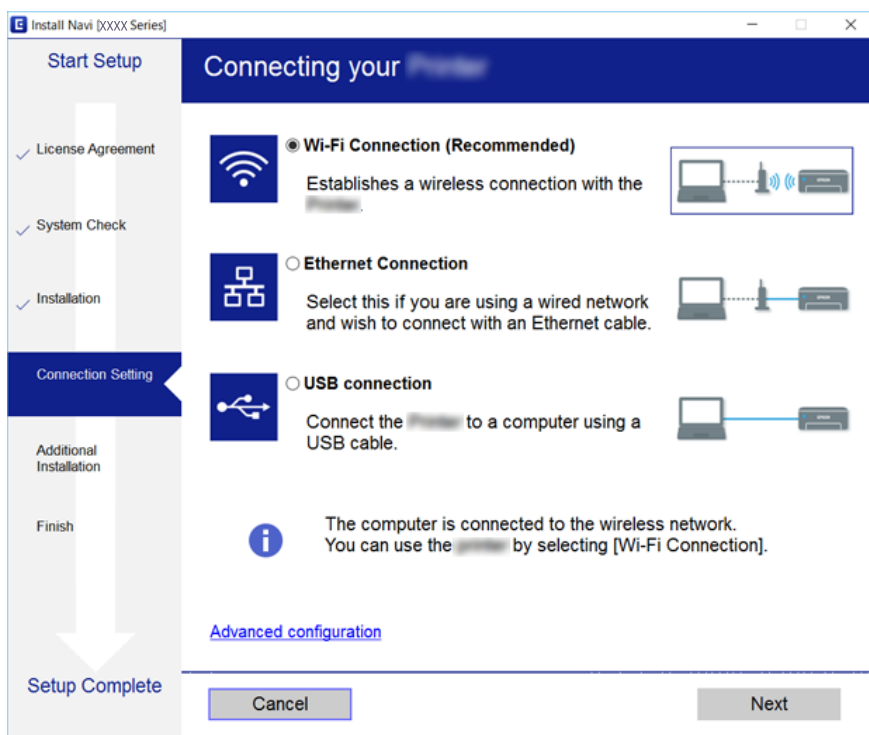 Install Navi [XXXX Series]
Start Setup
License Agreement
System Check
Installation
Connection Setting
Additional
Installation
Finish
Setup Complete
Connecting your
Wi-Fi Connection (Recommended)
Establishes a wireless connection with the
.
Ethernet Connection
Select this if you are using a wired network
and wish to connect with an Ethernet cable.
USB connection
Connect the to a computer using a
USB cable.
The computer is connected to the wireless network.
You can use the by selecting [Wi-Fi Connection].
Advanced configuration
Cancel
Next